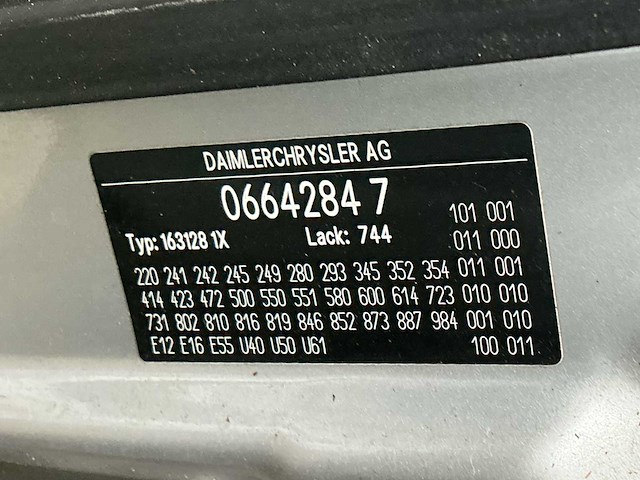 DAIMLERCHRYSLER AG
0664284 7 101 001
Typ: 163128 1X Lack: 744 011 000
220 241 242 245 249 280 293 345 352 354 011 001
414 423 472 500 550 551 580 600 614 723 010 010
731 802 810 816 819 846 852 873 887 984 001 010
E12 E16 E55 U40 U50 U61 100 011